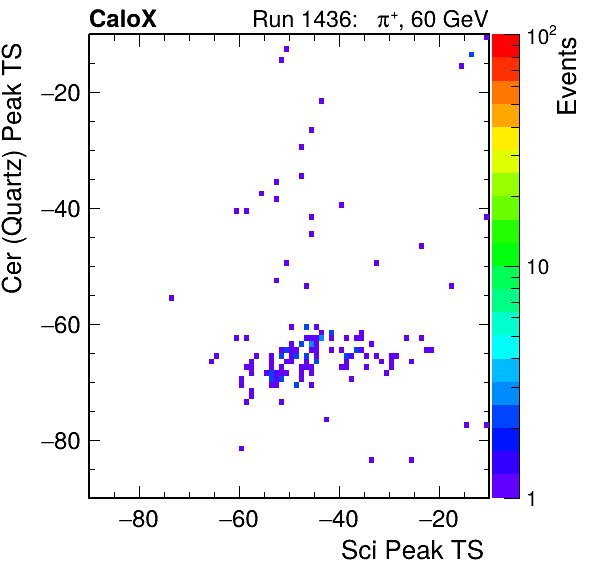 CaloX Run 1436: π⁺, 60 GeV
Cer (Quartz) Peak TS
−20
−40
−60
−80
−80 −60 −40 −20
Sci Peak TS
10²
10
1
Events